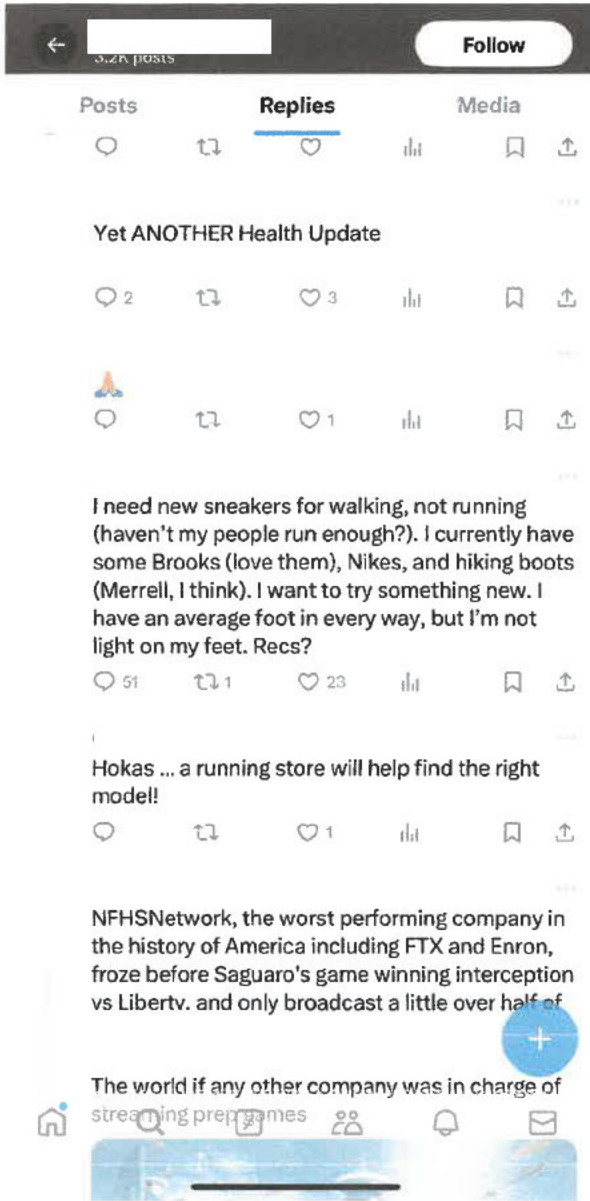 3.2K posts
Follow
Posts Replies Media
Yet ANOTHER Health Update
2 3
1
I need new sneakers for walking, not running
(haven't my people run enough?). I currently have
some Brooks (love them), Nikes, and hiking boots
(Merrell, I think). I want to try something new. I
have an average foot in every way, but I'm not
light on my feet. Recs?
51 1 23
Hokas ... a running store will help find the right
model!
1
NFHSNetwork, the worst performing company in
the history of America including FTX and Enron,
froze before Saguaro's game winning interception
vs Liberty. and only broadcast a little over half of
The world if any other company was in charge of
streaming prep games